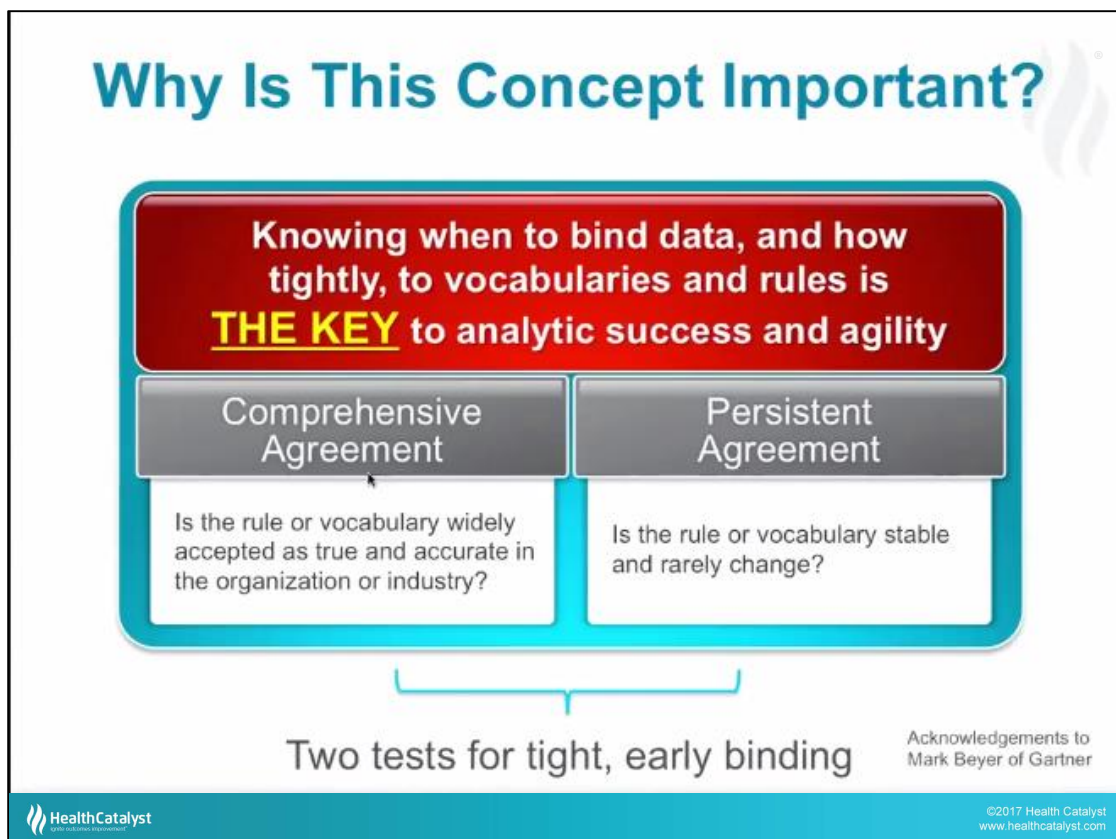 Why Is This Concept Important?
®
Knowing when to bind data, and how
tightly, to vocabularies and rules is
THE KEY to analytic success and agility
Comprehensive
Agreement
Persistent
Agreement
Is the rule or vocabulary widely
accepted as true and accurate in
the organization or industry?
Is the rule or vocabulary stable
and rarely change?
Two tests for tight, early binding
Acknowledgements to
Mark Beyer of Gartner
HealthCatalyst
ignite outcomes improvement
©2017 Health Catalyst
www.healthcatalyst.com